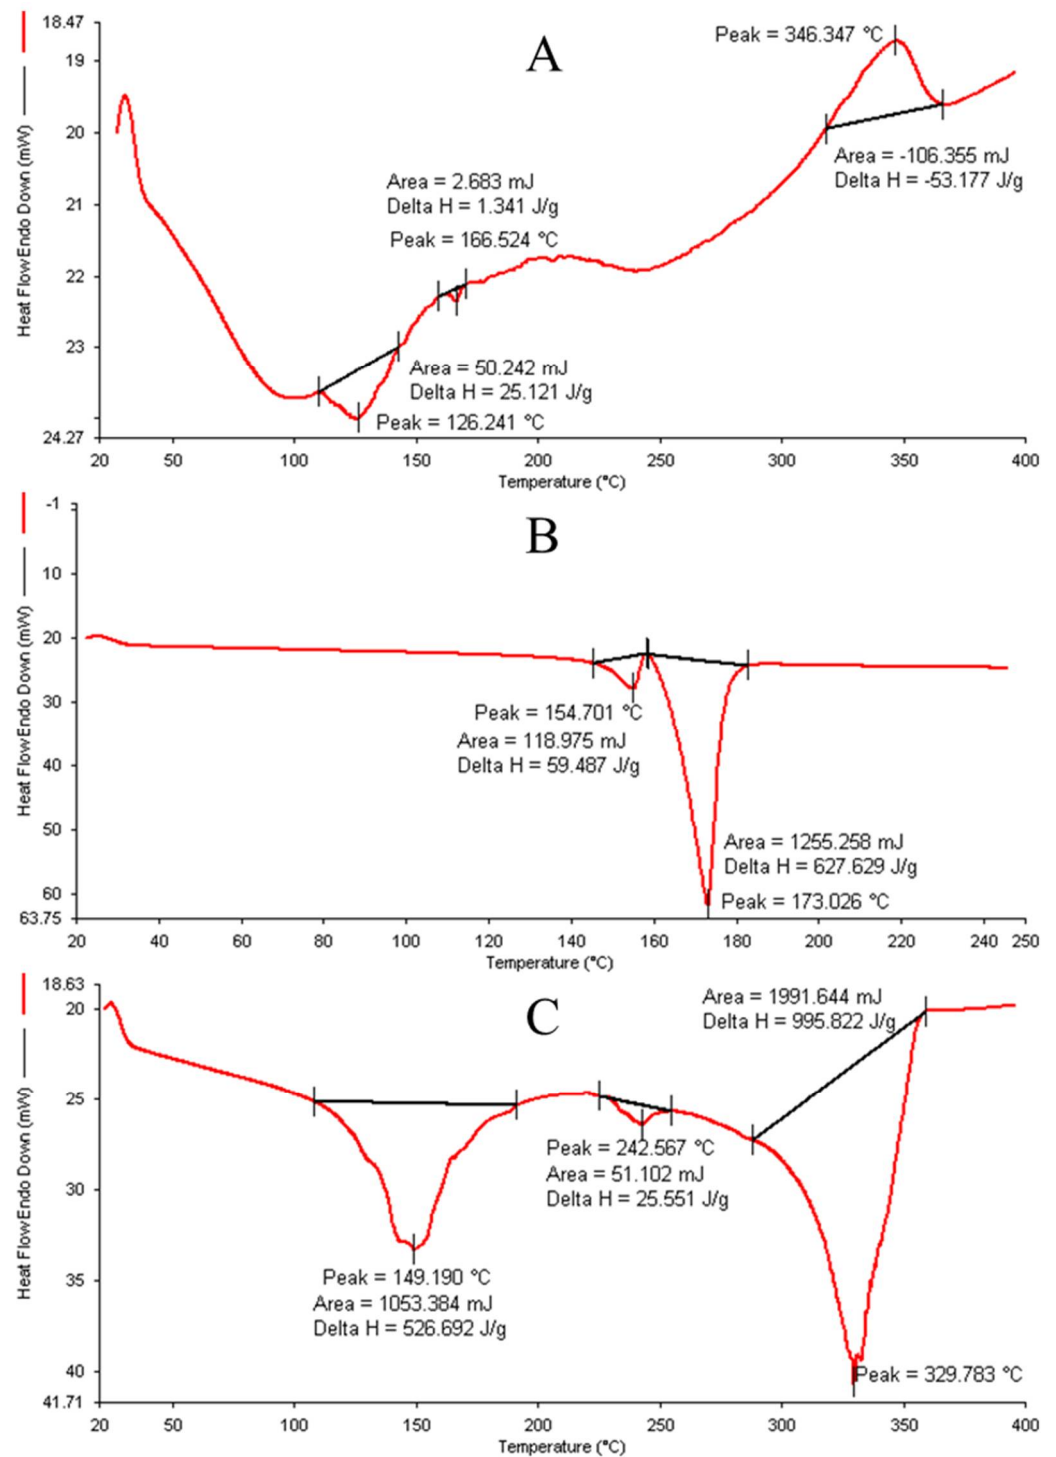 18.47
19
20
21
22
23
24.27
Heat Flow Endo Down (mW)
A
Peak = 346.347 °C
Area = -106.355 mJ
Delta H = -53.177 J/g
Area = 2.683 mJ
Delta H = 1.341 J/g
Peak = 166.524 °C
Area = 50.242 mJ
Delta H = 25.121 J/g
Peak = 126.241 °C
20 50 100 150 200 250 300 350 400
Temperature (°C)
-1
10
20
30
40
50
60
63.75
Heat Flow Endo Down (mW)
B
Peak = 154.701 °C
Area = 118.975 mJ
Delta H = 59.487 J/g
Area = 1255.258 mJ
Delta H = 627.629 J/g
Peak = 173.026 °C
20 40 60 80 100 120 140 160 180 200 220 240 250
Temperature (°C)
18.63
20
25
30
35
40
41.71
Heat Flow Endo Down (mW)
C
Area = 1991.644 mJ
Delta H = 995.822 J/g
Peak = 242.567 °C
Area = 51.102 mJ
Delta H = 25.551 J/g
Peak = 149.190 °C
Area = 1053.384 mJ
Delta H = 526.692 J/g
Peak = 329.783 °C
20 50 100 150 200 250 300 350 400
Temperature (°C)